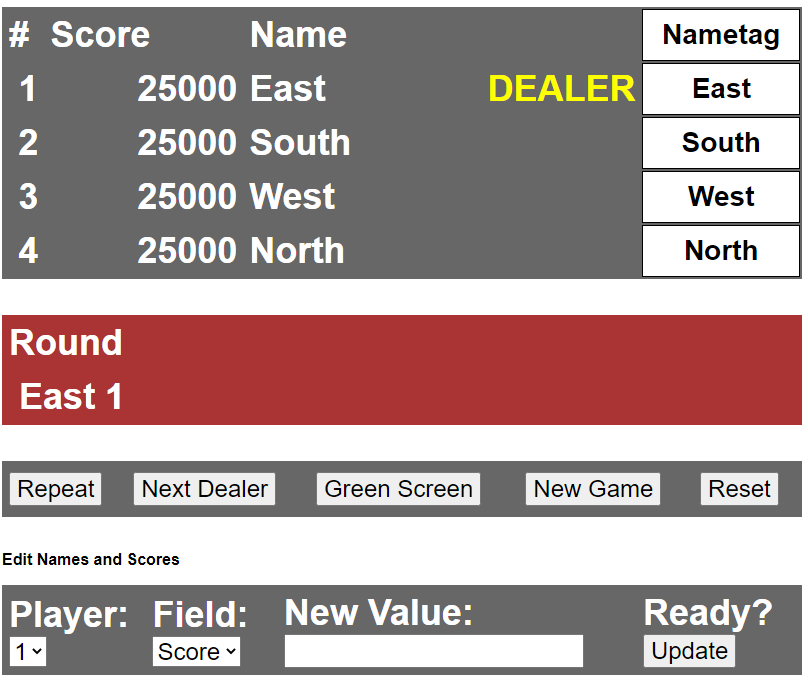 # Score Name Nametag
1 25000 East DEALER East
2 25000 South South
3 25000 West West
4 25000 North North
Round
East 1
Repeat Next Dealer Green Screen New Game Reset
Edit Names and Scores
Player: Field: New Value: Ready?
1 Score Update